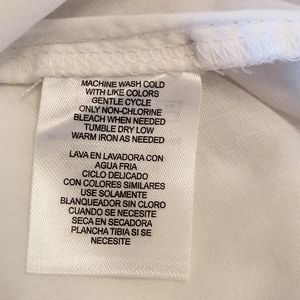 MACHINE WASH COLD
WITH LIKE COLORS
GENTLE CYCLE
ONLY NON-CHLORINE
BLEACH WHEN NEEDED
TUMBLE DRY LOW
WARM IRON AS NEEDED
LAVA EN LAVADORA CON
AGUA FRIA
CICLO DELICADO
CON COLORES SIMILARES
USE SOLAMENTE
BLANQUEADOR SIN CLORO
CUANDO SE NECESITE
SECA EN SECADORA
PLANCHA TIBIA SI SE
NECESITE